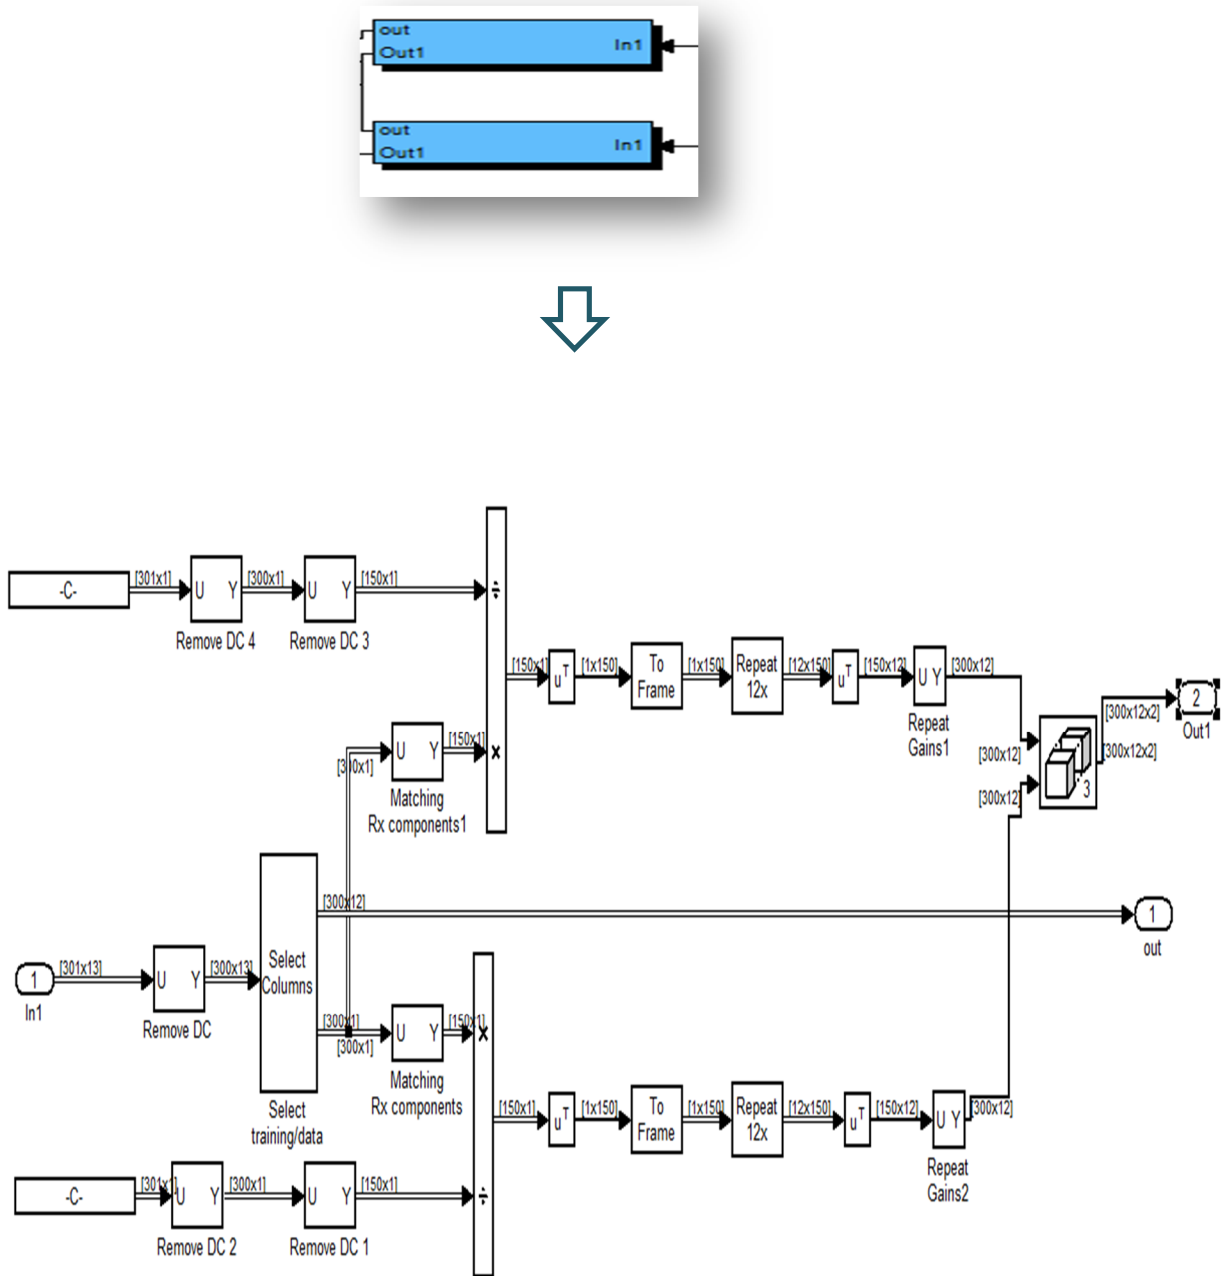 out
Out1
In1
out
Out1
In1
-C-
[301x1]
U Y
Remove DC 4
[300x1]
U Y
Remove DC 3
[150x1]
÷
[150x1]
uT
[1x150]
To
Frame
[1x150]
Repeat
12x
[12x150]
uT
[150x12]
U Y
Repeat
Gains1
[300x12]
[300x12]
[300x12]
3
[300x12x2]
[300x12x2]
2
Out1
[300x1]
U Y
Matching
Rx components1
[150x1]
×
1
In1
[301x13]
U Y
Remove DC
[300x13]
Select
Columns
Select
training/data
[300x12]
1
out
[300x1]
[300x1]
U Y
Matching
Rx components
[150x1]
×
[150x1]
uT
[1x150]
To
Frame
[1x150]
Repeat
12x
[12x150]
uT
[150x12]
U Y
Repeat
Gains2
[300x12]
-C-
[301x1]
U Y
Remove DC 2
[300x1]
U Y
Remove DC 1
[150x1]
÷